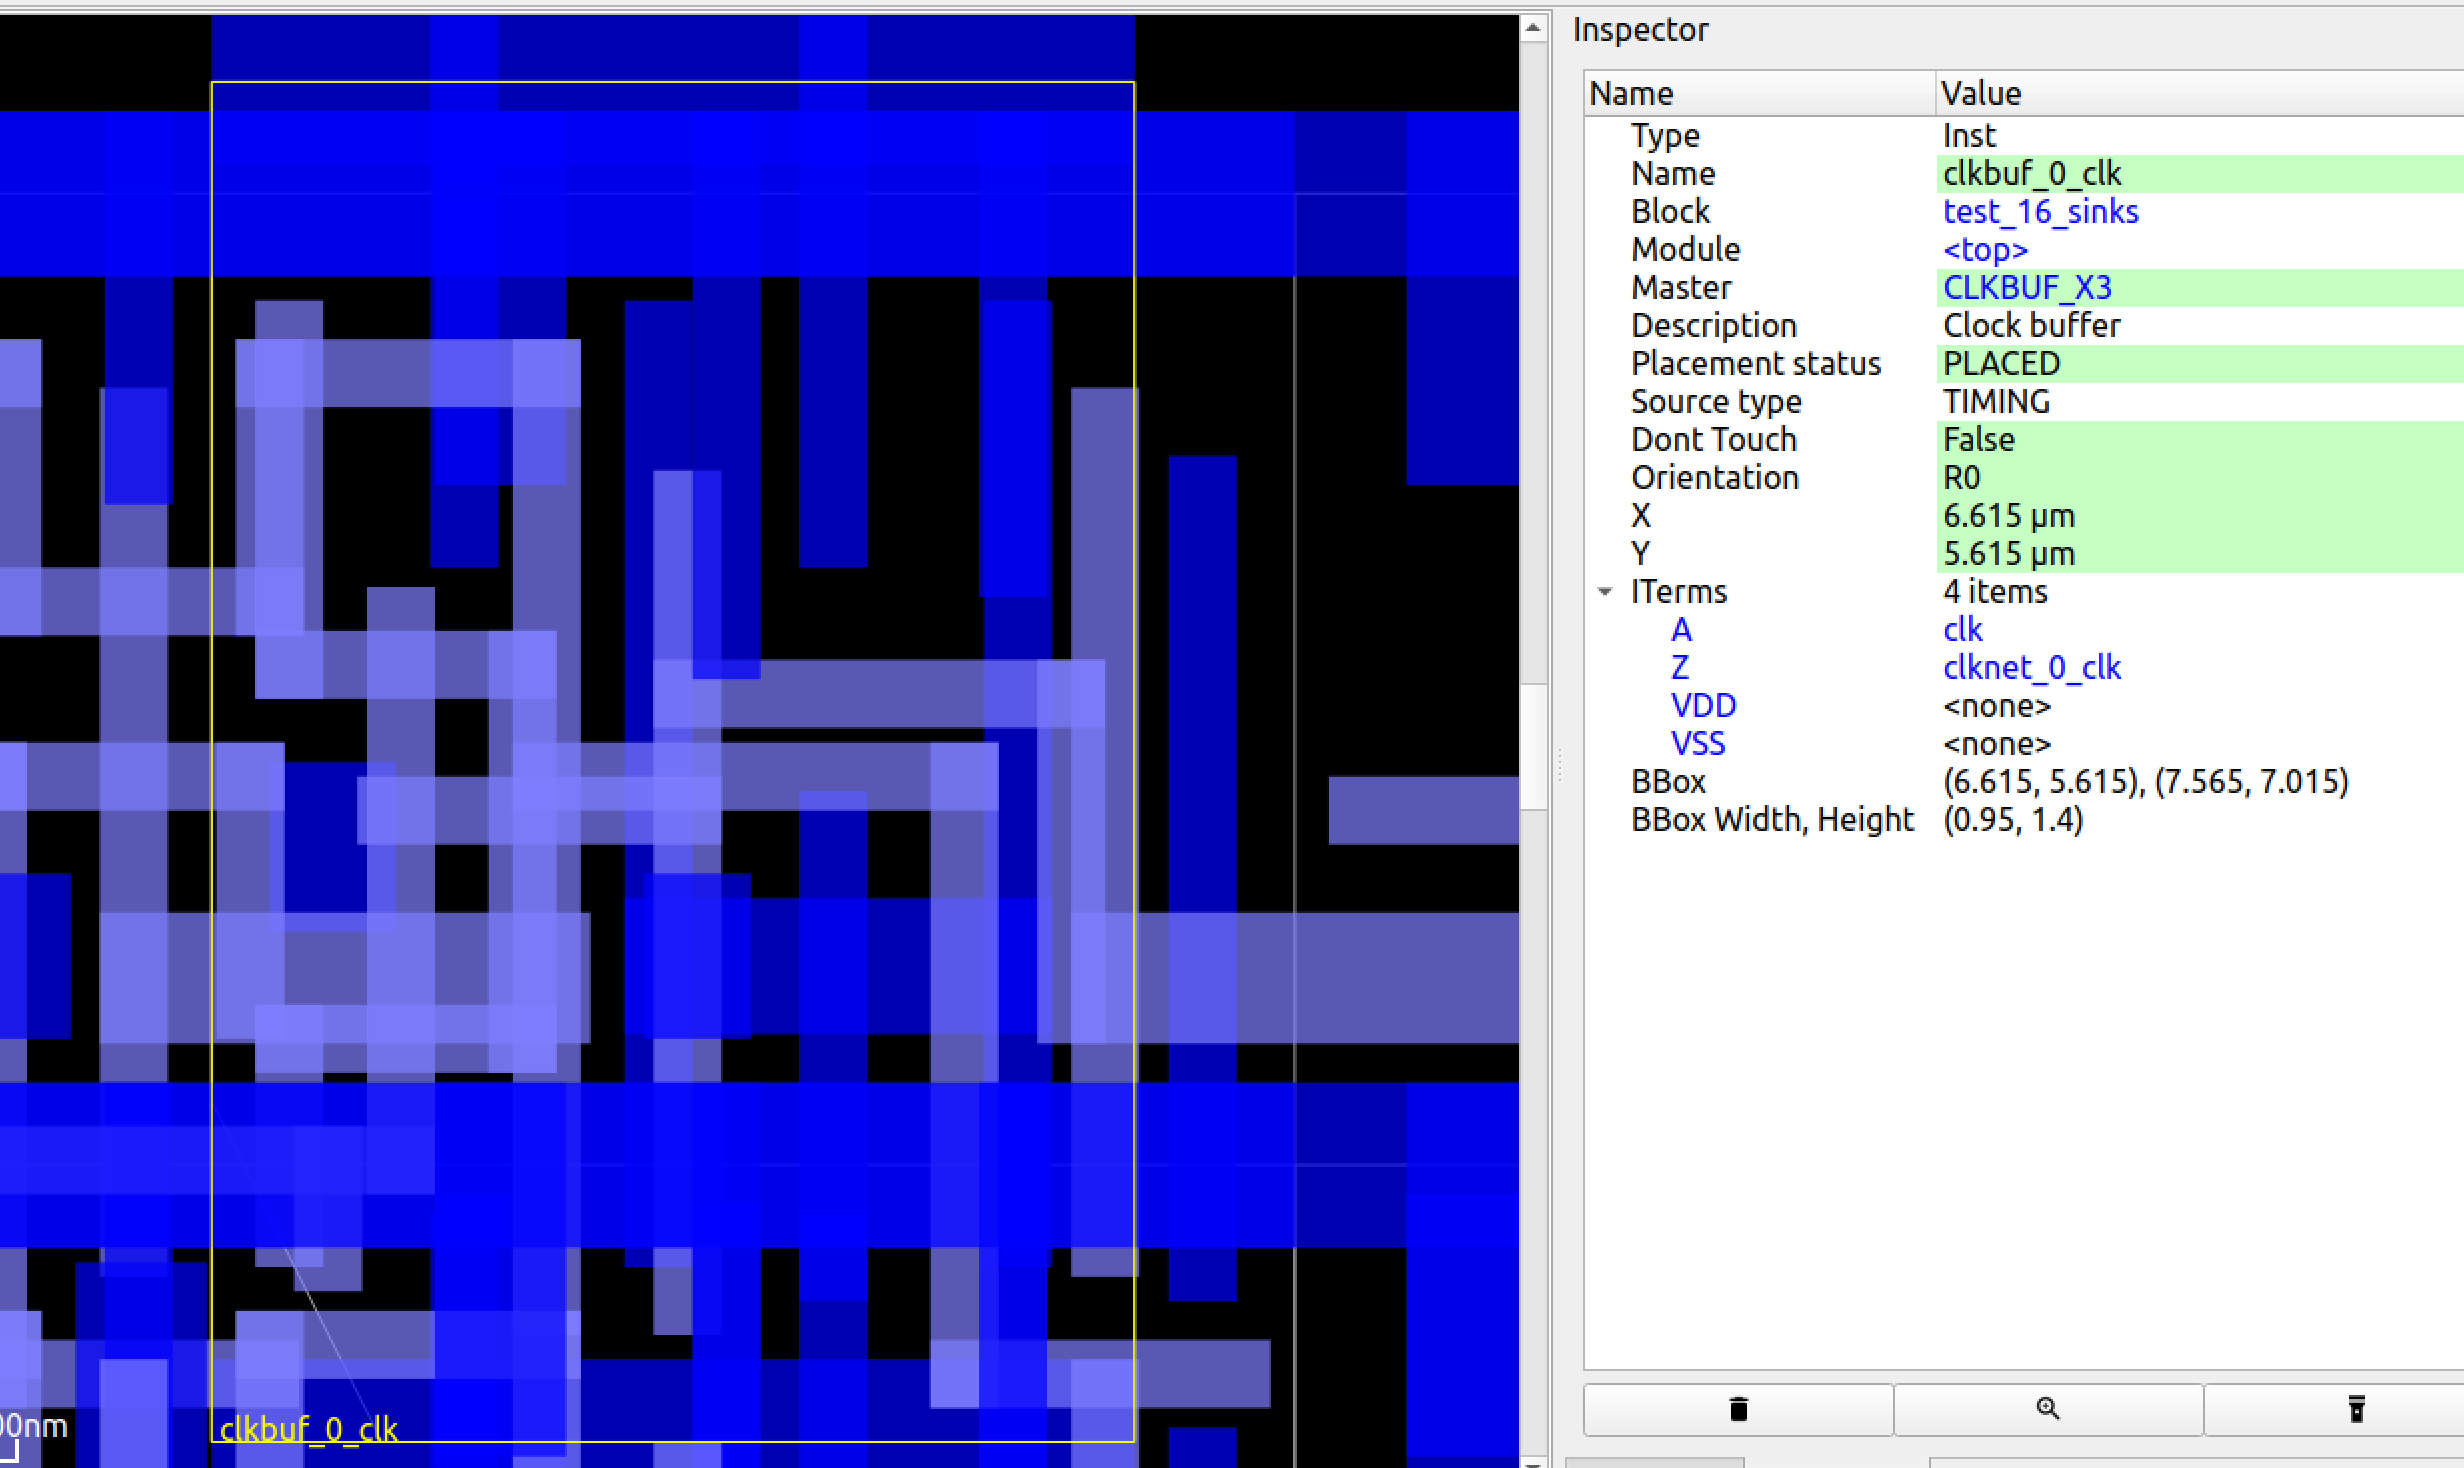 Inspector
Name Value
Type Inst
Name clkbuf_0_clk
Block test_16_sinks
Module <top>
Master CLKBUF_X3
Description Clock buffer
Placement status PLACED
Source type TIMING
Dont Touch False
Orientation R0
X 6.615 μm
Y 5.615 μm
ITerms 4 items
A clk
Z clknet_0_clk
VDD <none>
VSS <none>
BBox (6.615, 5.615), (7.565, 7.015)
BBox Width, Height (0.95, 1.4)
00nm
clkbuf_0_clk